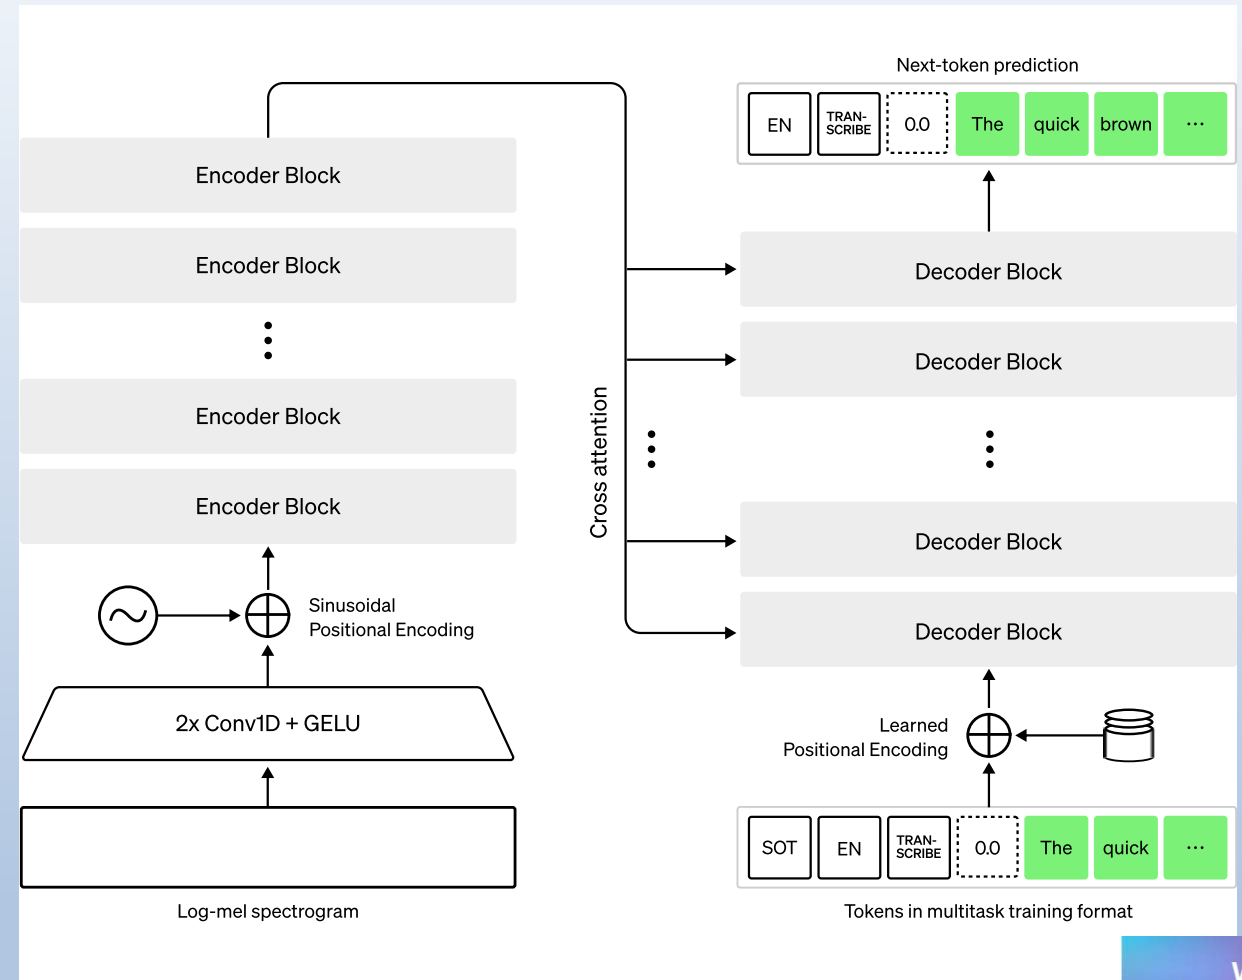 Next-token prediction
EN
TRAN-
SCRIBE
0.0
The
quick
brown
...
Encoder Block
Encoder Block
Encoder Block
Encoder Block
Sinusoidal
Positional Encoding
2x Conv1D + GELU
Log-mel spectrogram
Cross attention
Decoder Block
Decoder Block
Decoder Block
Decoder Block
Learned
Positional Encoding
SOT
EN
TRAN-
SCRIBE
0.0
The
quick
...
Tokens in multitask training format